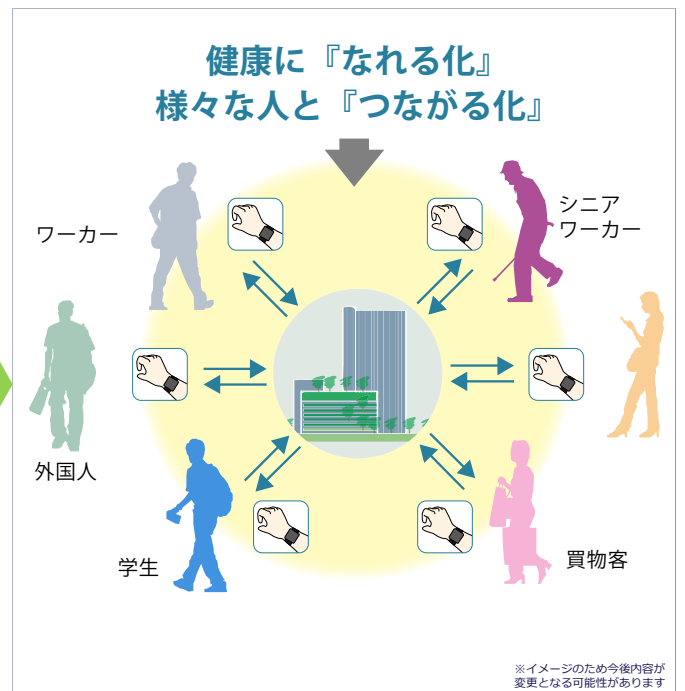 健康に『なれる化』
様々な人と『つながる化』
ワーカー
シニア
ワーカー
外国人
学生
買物客
※イメージのため今後内容が
変更となる可能性があります